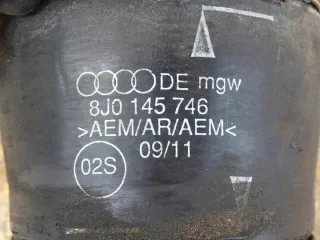 DE mgw
8J0 145 746
>AEM/AR/AEM<
09/11
02S